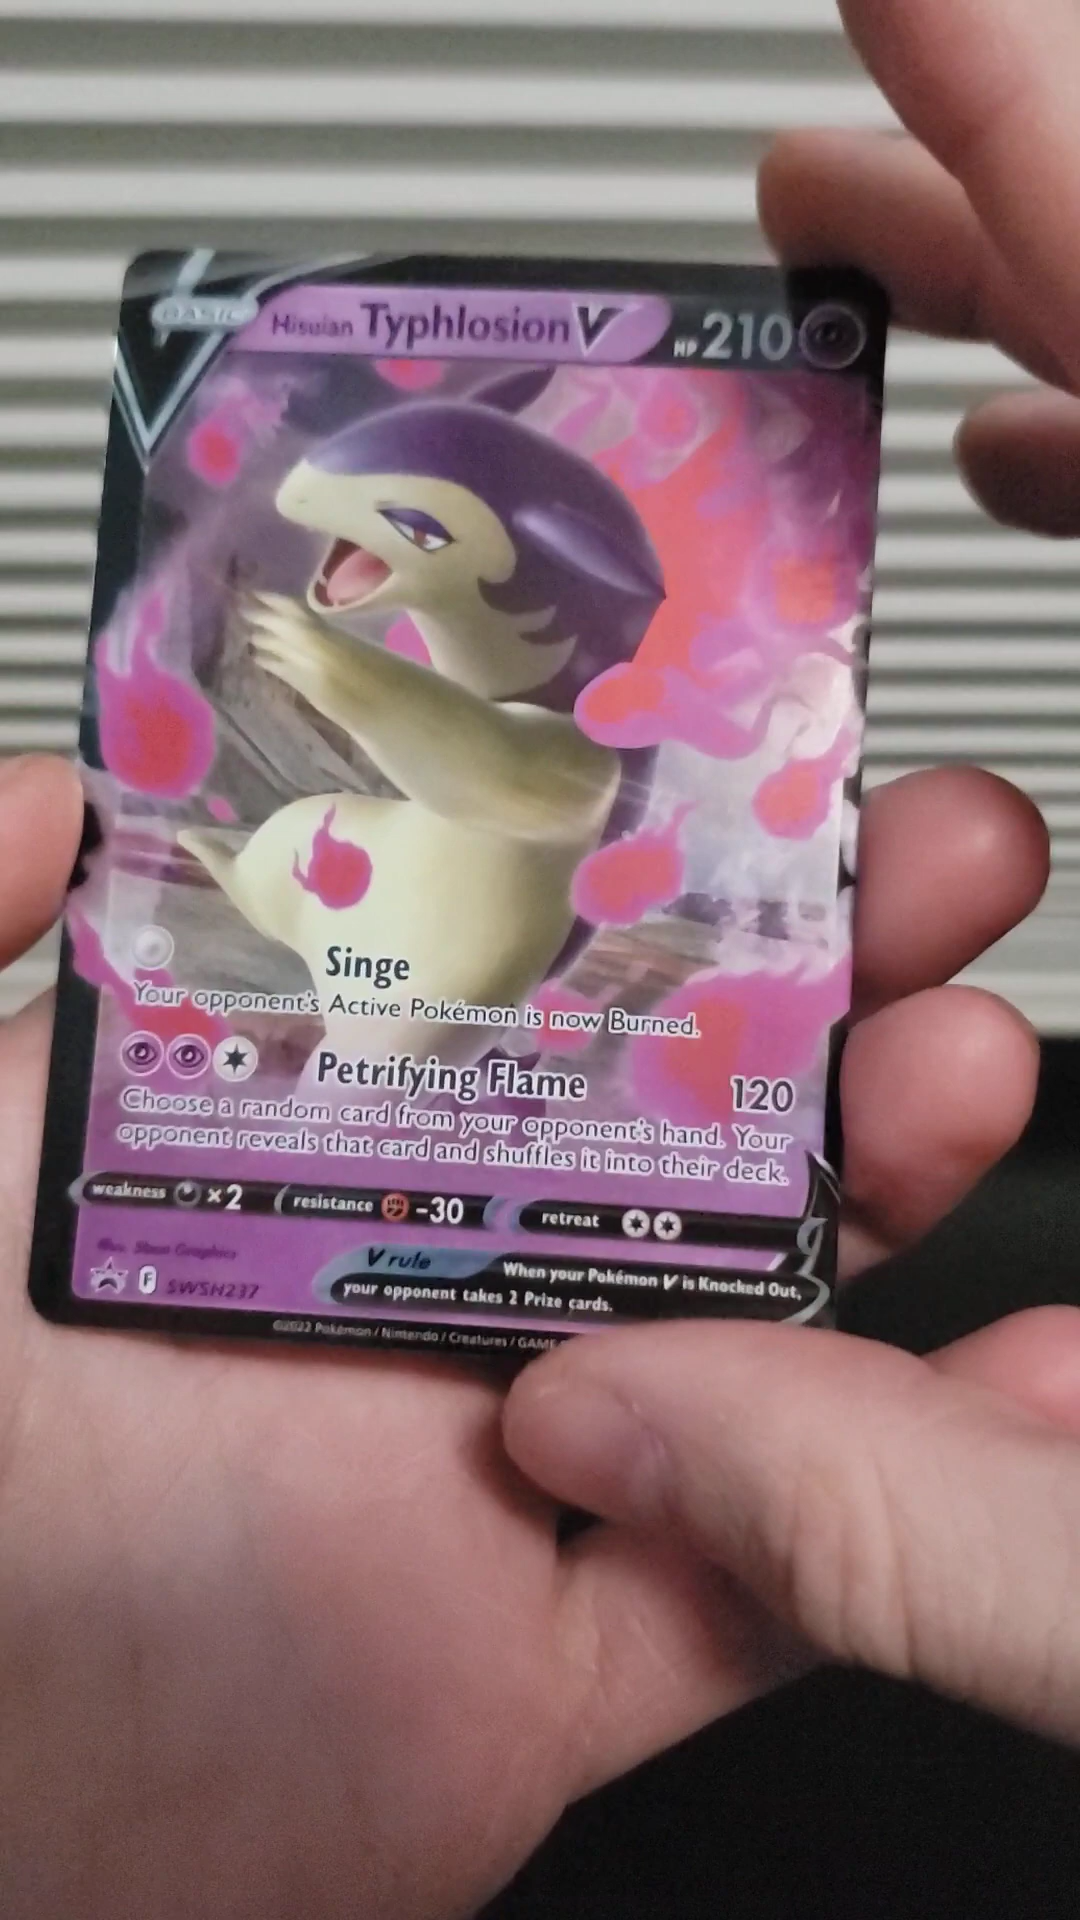 BASIC
Hisuian Typhlosion V HP 210
Singe
Your opponent's Active Pokémon is now Burned.
Petrifying Flame 120
Choose a random card from your opponent's hand. Your
opponent reveals that card and shuffles it into their deck.
weakness ×2 resistance -30 retreat
V rule When your Pokémon V is Knocked Out,
your opponent takes 2 Prize cards.
F SWSH237
©2022 Pokémon / Nintendo / Creatures / GAME